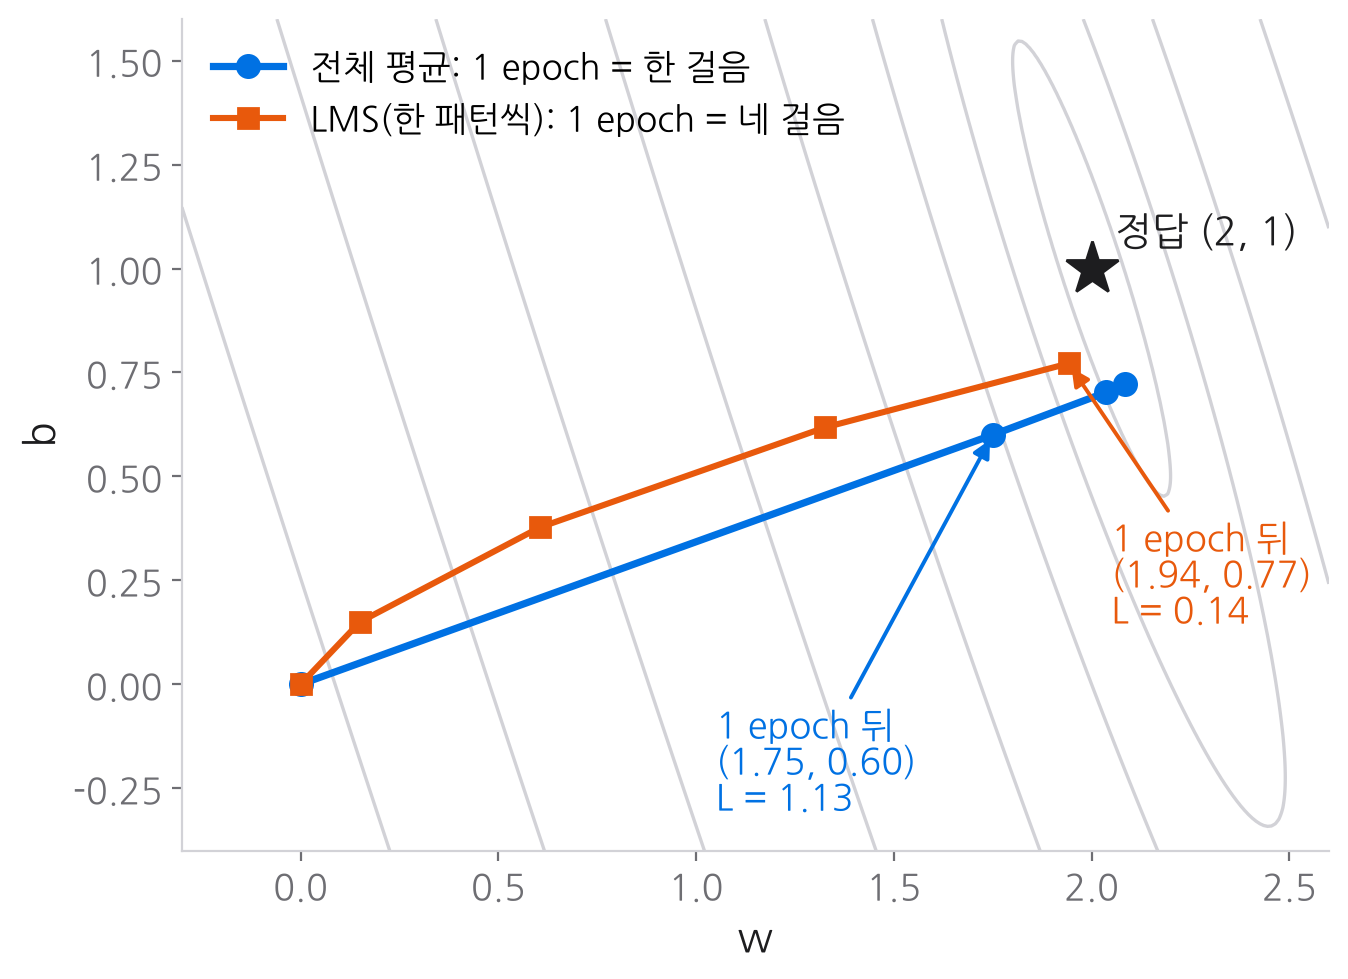 전체 평균: 1 epoch = 한 걸음
LMS(한 패턴씩): 1 epoch = 네 걸음
1.50
1.25
1.00
0.75
0.50
0.25
0.00
-0.25
b
정답 (2, 1)
1 epoch 뒤
(1.94, 0.77)
L = 0.14
1 epoch 뒤
(1.75, 0.60)
L = 1.13
0.0
0.5
1.0
1.5
2.0
2.5
w